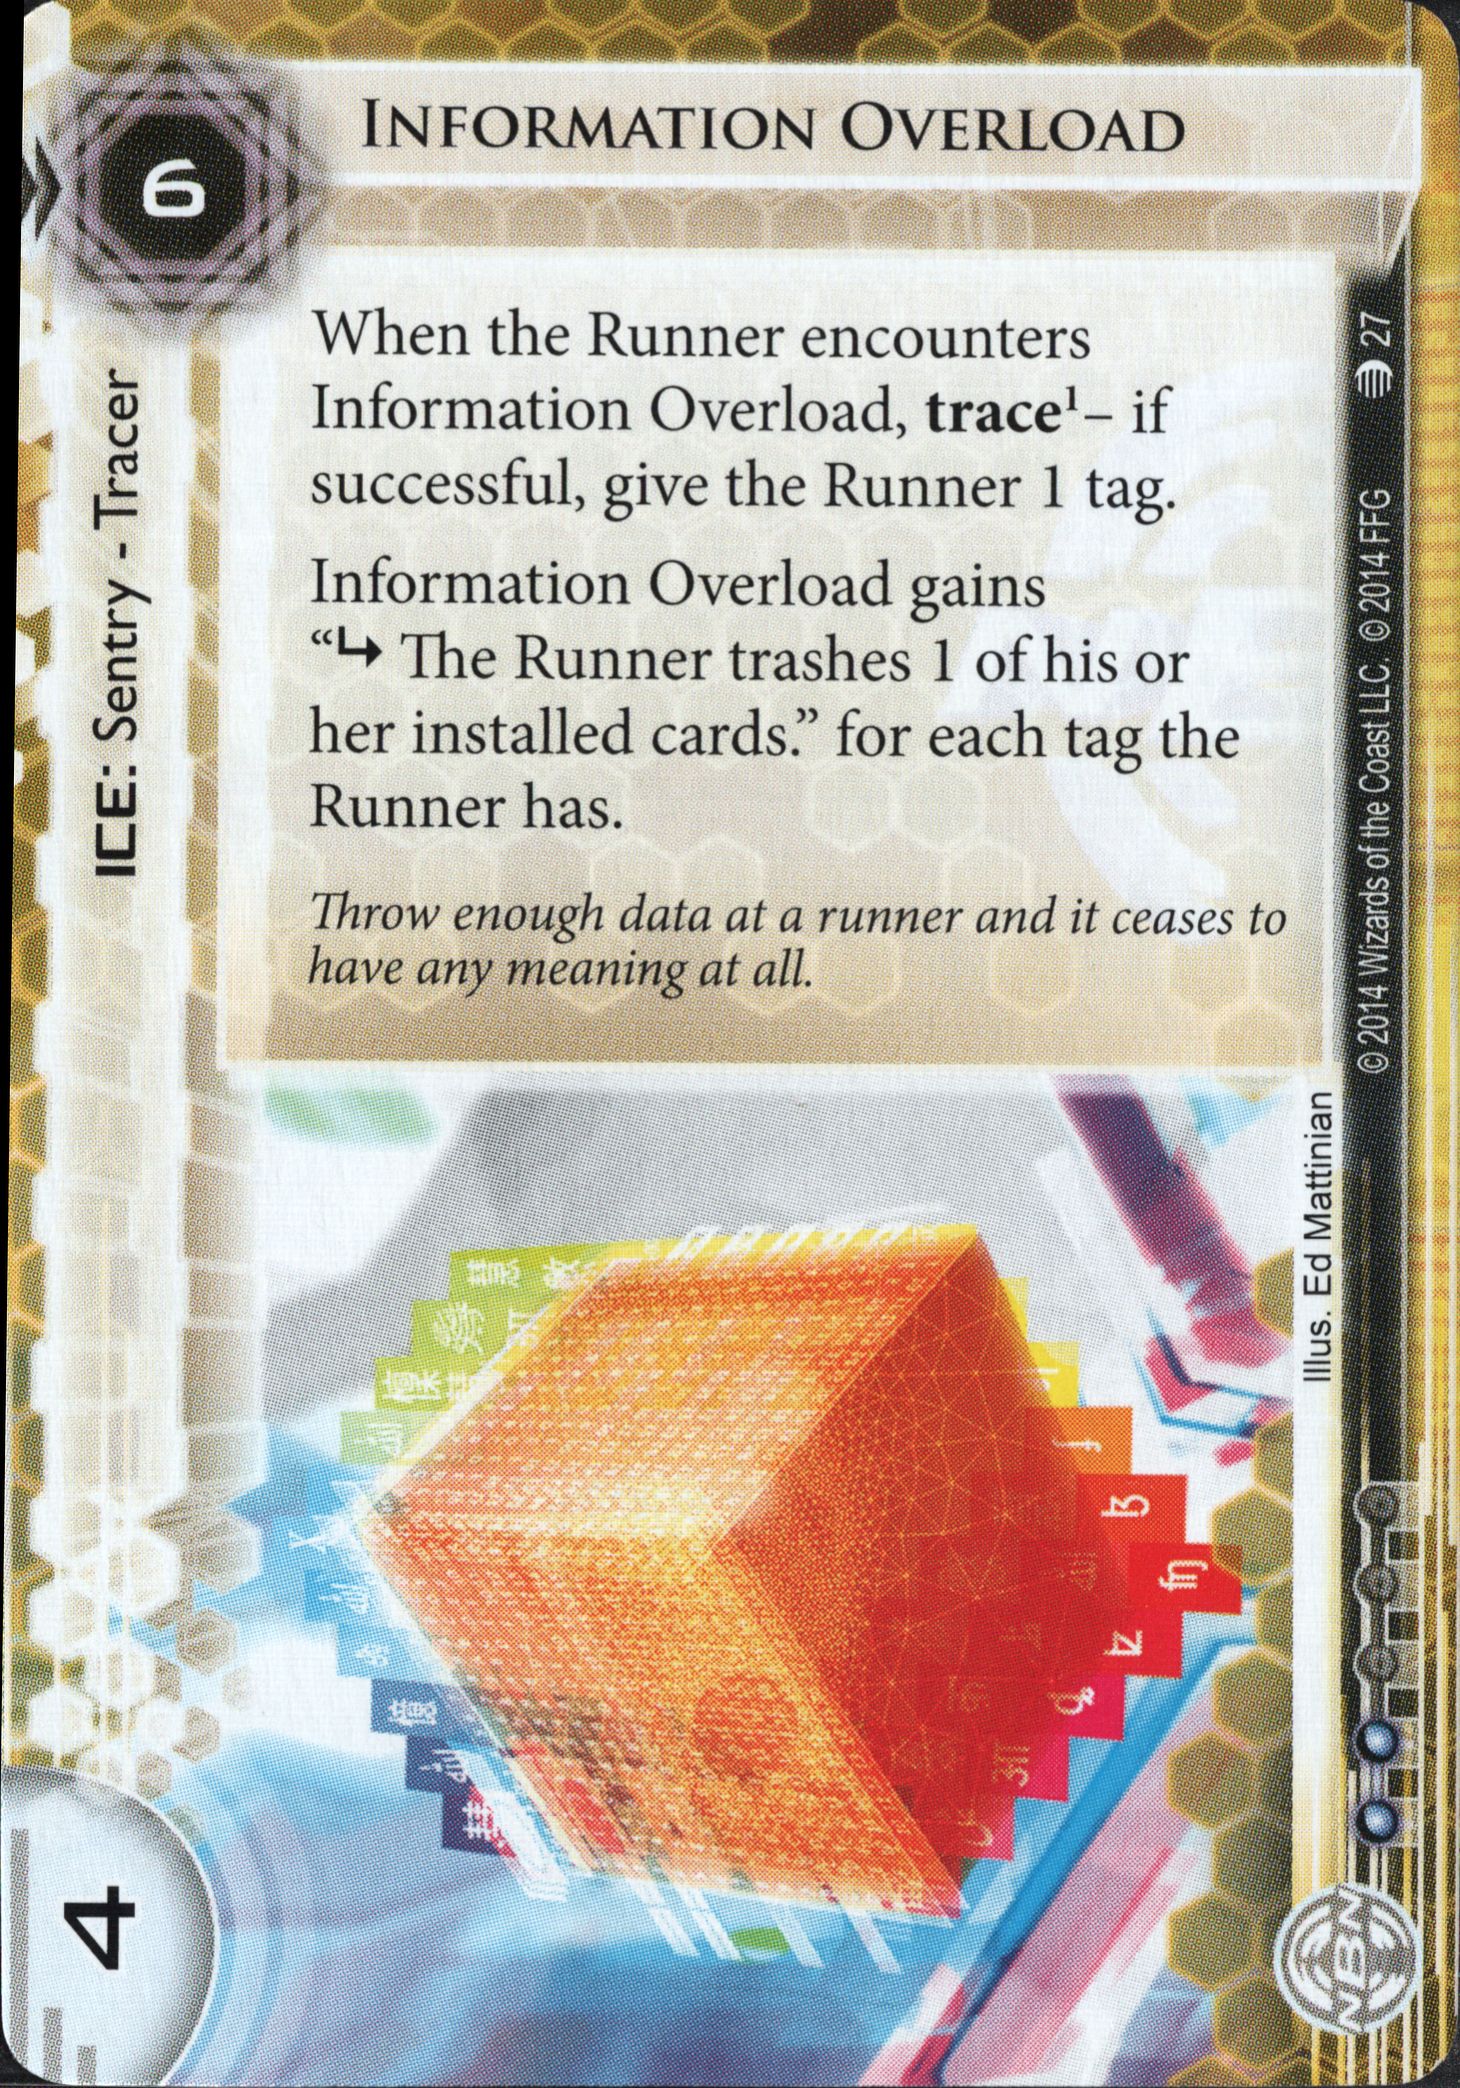 INFORMATION OVERLOAD
6
ICE: Sentry - Tracer
When the Runner encounters
Information Overload, trace¹– if
successful, give the Runner 1 tag.
Information Overload gains
“↳ The Runner trashes 1 of his or
her installed cards.” for each tag the
Runner has.
Throw enough data at a runner and it ceases to
have any meaning at all.
27
© 2014 Wizards of the Coast LLC. © 2014 FFG
Illus. Ed Mattinian
4
NBN